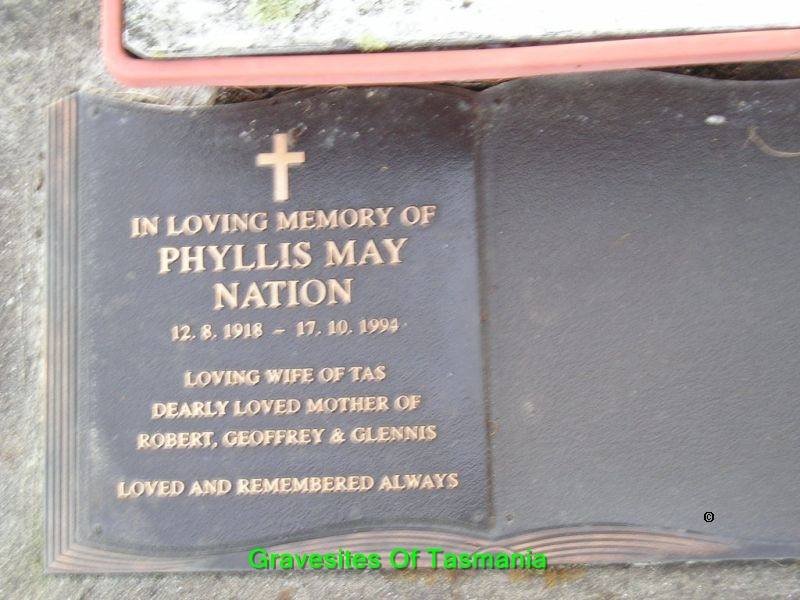 IN LOVING MEMORY OF
PHYLLIS MAY
NATION
12. 8. 1918 – 17. 10. 1994
LOVING WIFE OF TAS
DEARLY LOVED MOTHER OF
ROBERT, GEOFFREY & GLENNIS
LOVED AND REMEMBERED ALWAYS
©
Gravesites Of Tasmania